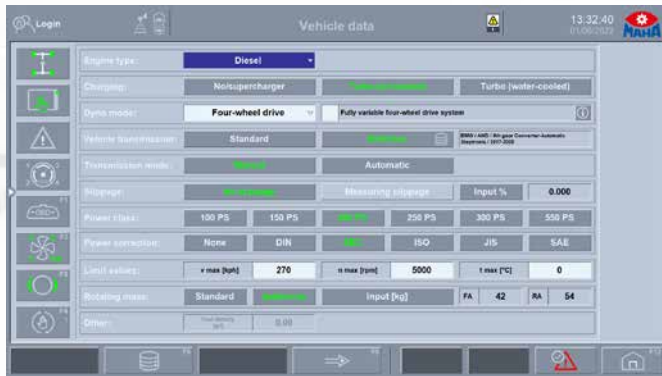 Login
Vehicle data
13:32:40
01/06/2023
MAHA
Engine type:
Diesel
Charging:
No/supercharger
Turbo (water-cooled)
Dyno mode:
Four-wheel drive
Fully variable four-wheel drive system
Vehicle transmission:
Standard
Transmission mode:
Automatic
Slippage:
Measuring slippage
Input %
0.000
Power class:
100 PS
150 PS
250 PS
300 PS
550 PS
Power correction:
None
DIN
ISO
JIS
SAE
Limit values:
v max [kph]
270
n max [rpm]
5000
t max [°C]
0
Rotating mass:
Standard
Input [kg]
FA
42
RA
54
Other:
0.00